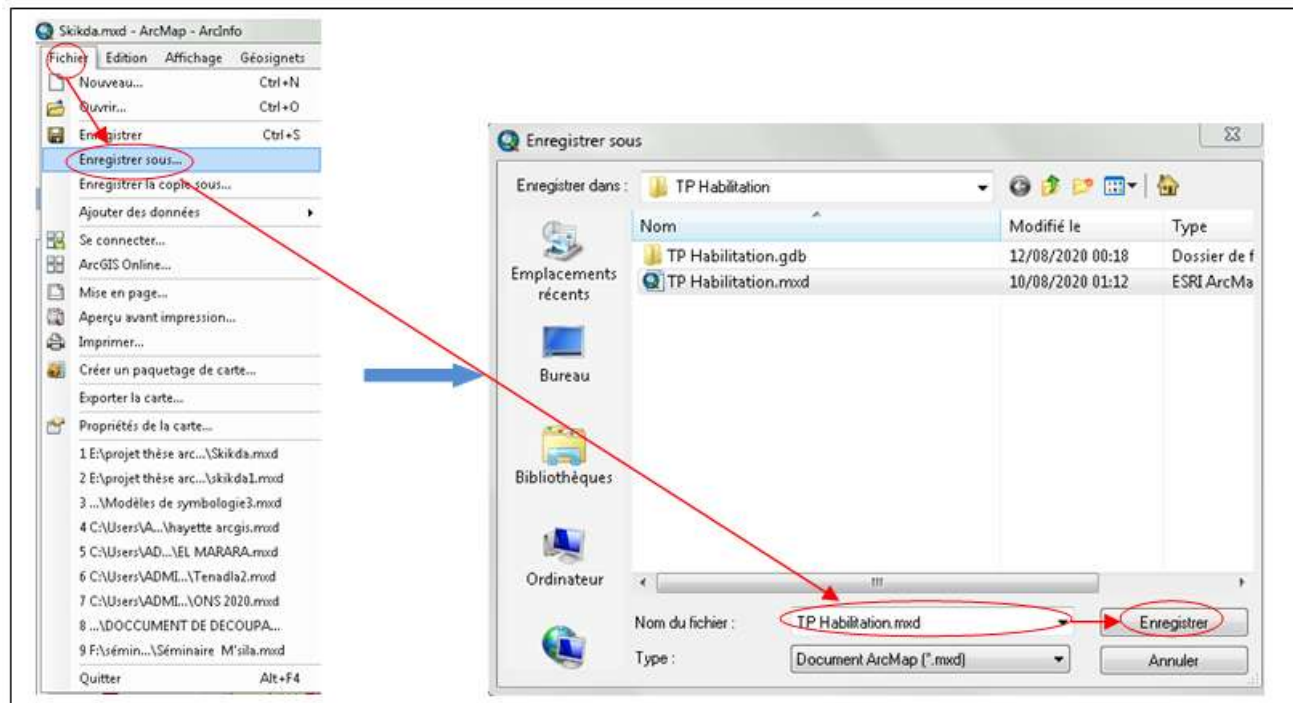 Skikda.mxd - ArcMap - ArcInfo
Fichier Edition Affichage Géosignets
Nouveau... Ctrl+N
Ouvrir... Ctrl+O
Enregistrer Ctrl+S
Enregistrer sous...
Enregistrer la copie sous...
Ajouter des données
Se connecter...
ArcGIS Online...
Mise en page...
Aperçu avant impression...
Imprimer...
Créer un paquetage de carte...
Exporter la carte...
Propriétés de la carte...
1 E:\projet thèse arc...\Skikda.mxd
2 E:\projet thèse arc...\skikda1.mxd
3 ...\Modèles de symbologie3.mxd
4 C:\Users\A...\hayette arcgis.mxd
5 C:\Users\AD...\EL MARARA.mxd
6 C:\Users\ADMI...\Tenadla2.mxd
7 C:\Users\ADMI...\ONS 2020.mxd
8 ...\DOCCUMENT DE DECOUPA...
9 F:\sémin...\Séminaire M'sila.mxd
Quitter Alt+F4
Enregistrer sous
Enregistrer dans : TP Habilitation
Nom Modifié le Type
TP Habilitation.gdb 12/08/2020 00:18 Dossier de f
TP Habilitation.mxd 10/08/2020 01:12 ESRI ArcMa
Emplacements
récents
Bureau
Bibliothèques
Ordinateur
Nom du fichier : TP Habilitation.mxd Enregistrer
Type : Document ArcMap (*.mxd) Annuler